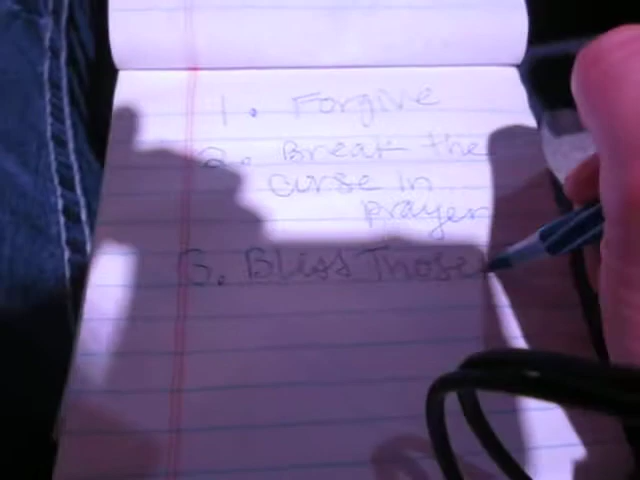 1. Forgive
2. Break the
curse in
prayer
3. Bless Those